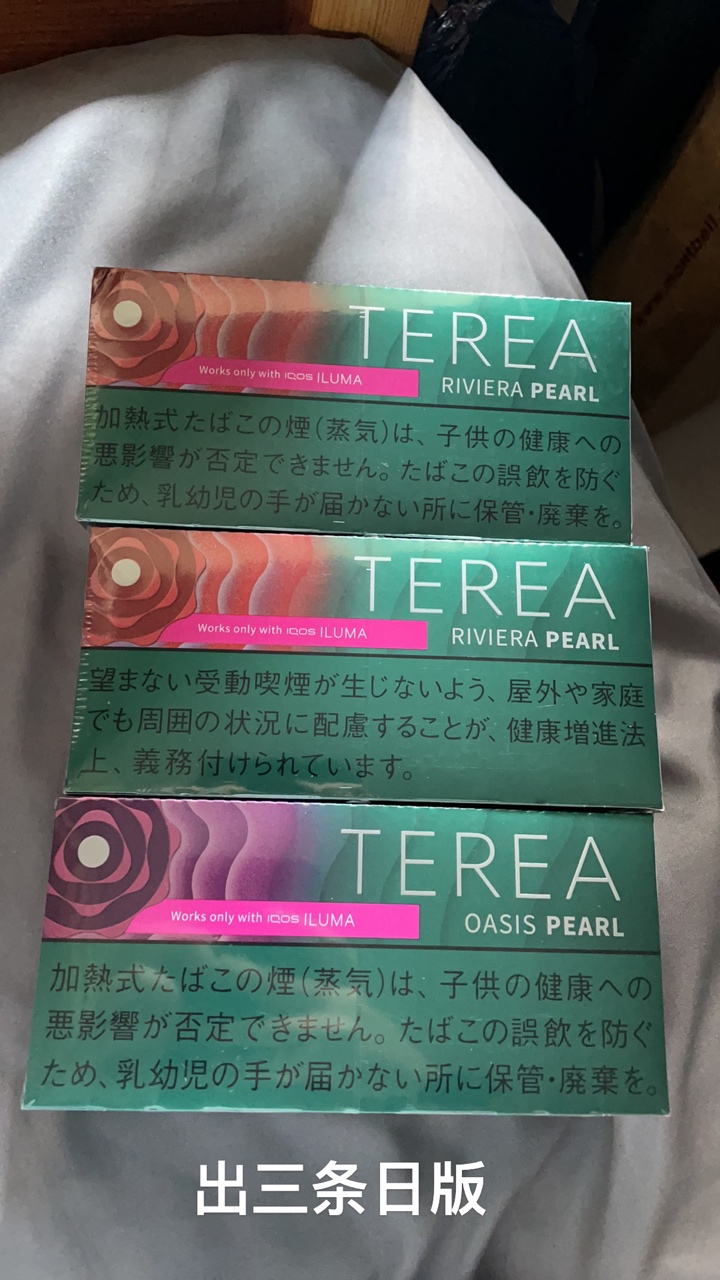 TEREA
Works only with IQOS ILUMA
RIVIERA PEARL
加熱式たばこの煙(蒸気)は、子供の健康への
悪影響が否定できません。たばこの誤飲を防ぐ
ため、乳幼児の手が届かない所に保管・廃棄を。
TEREA
Works only with IQOS ILUMA
RIVIERA PEARL
望まない受動喫煙が生じないよう、屋外や家庭
でも周囲の状況に配慮することが、健康増進法
上、義務付けられています。
TEREA
Works only with IQOS ILUMA
OASIS PEARL
加熱式たばこの煙(蒸気)は、子供の健康への
悪影響が否定できません。たばこの誤飲を防ぐ
ため、乳幼児の手が届かない所に保管・廃棄を。
出三条日版